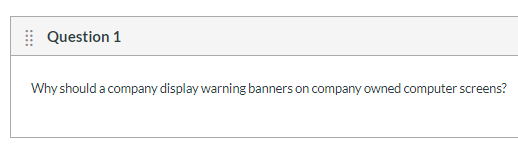 Question 1
Why should a company display warning banners on company owned computer screens?